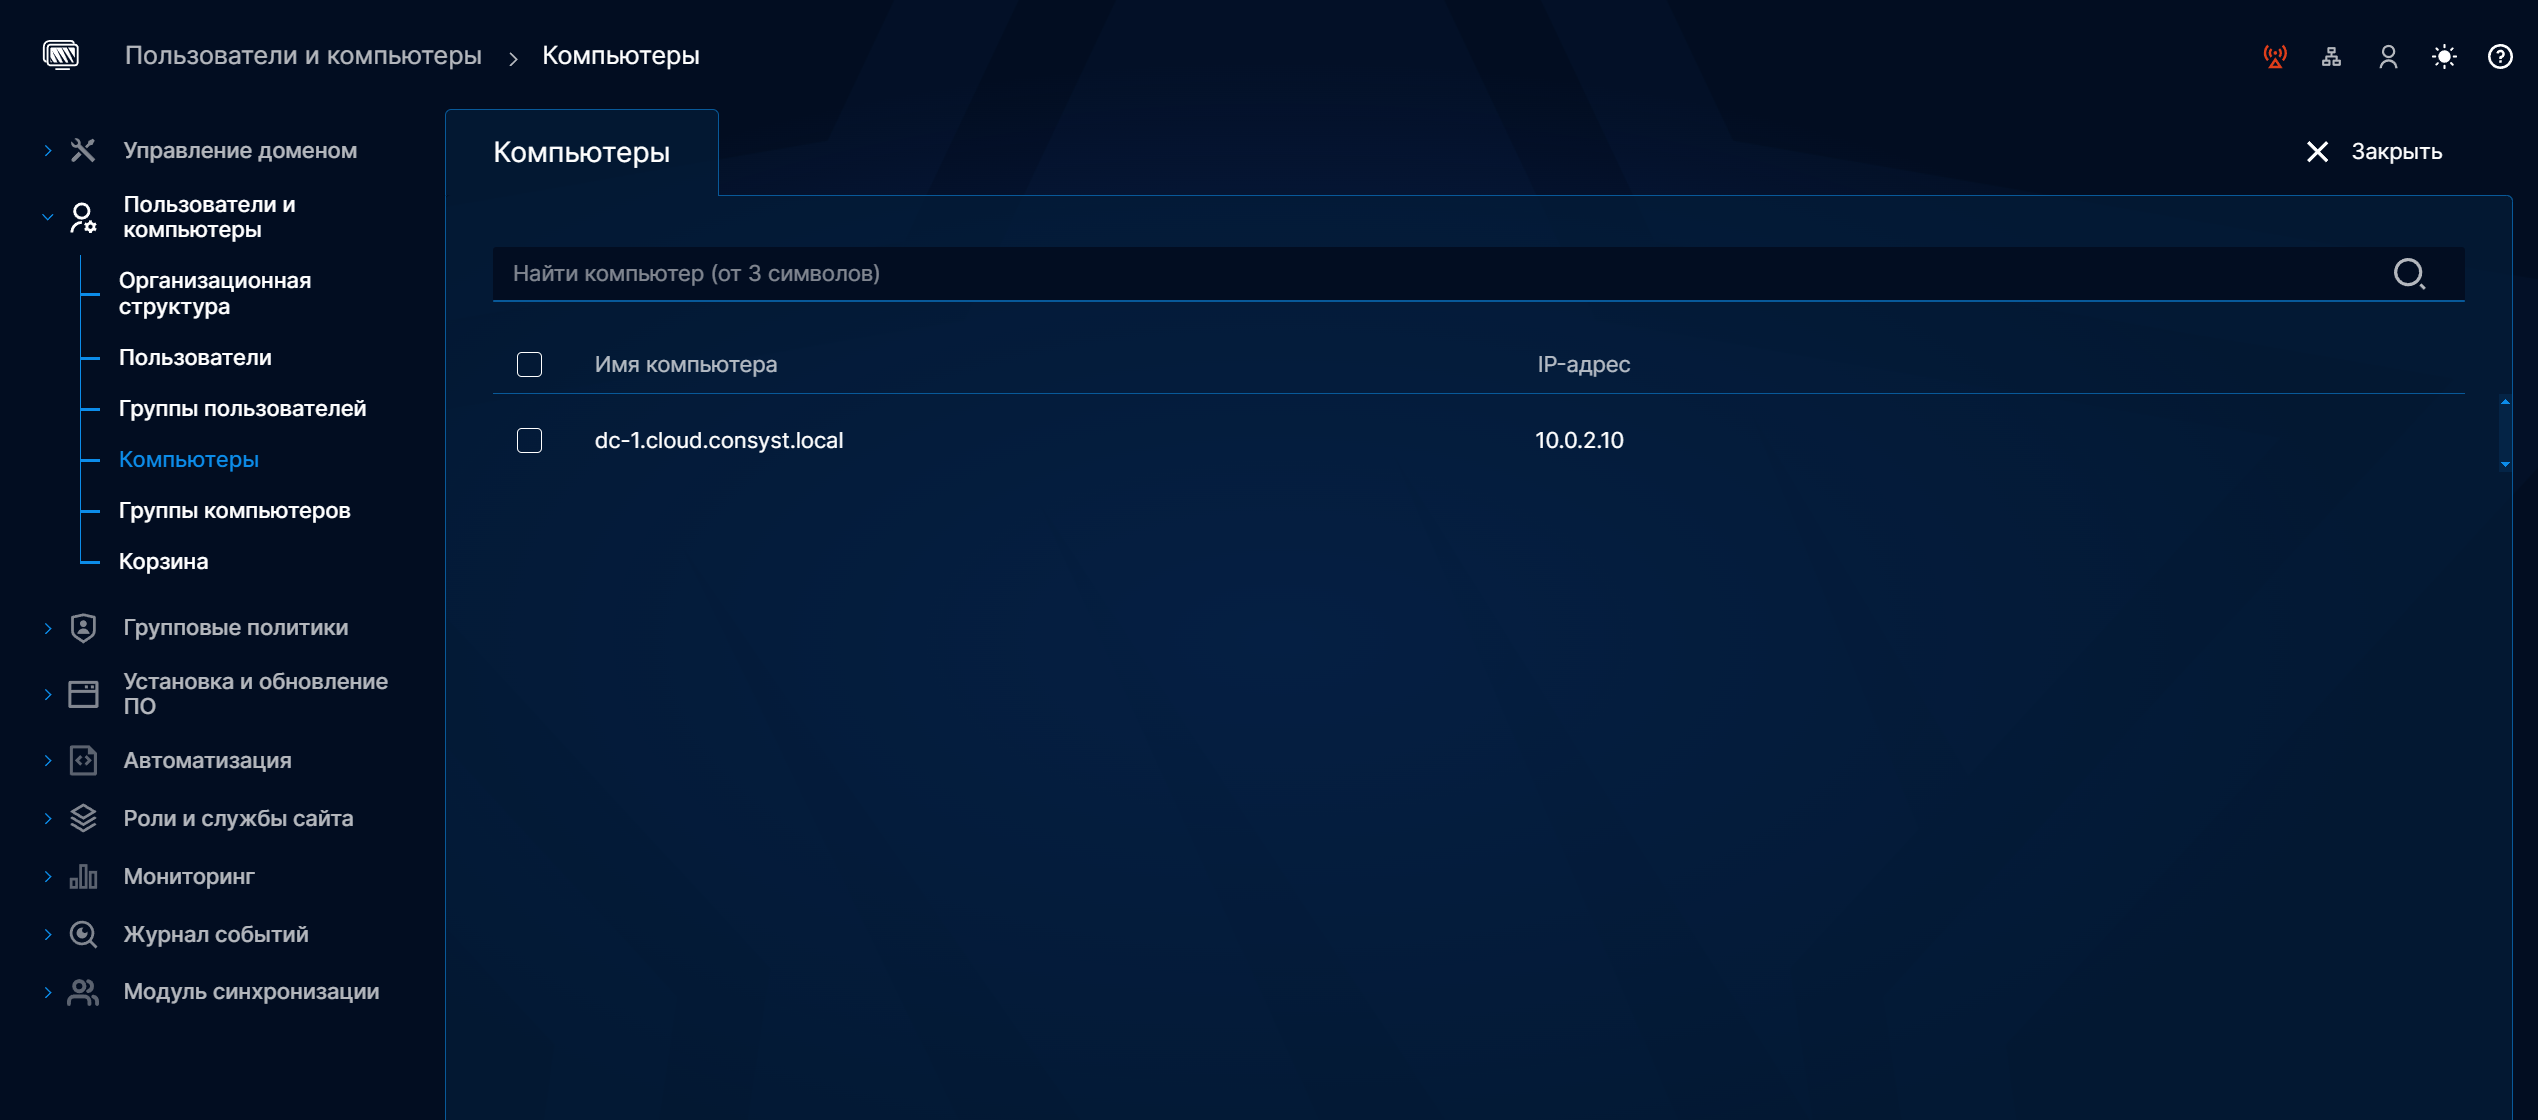 Пользователи и компьютеры > Компьютеры
Управление доменом
Пользователи и
компьютеры
Организационная
структура
Пользователи
Группы пользователей
Компьютеры
Группы компьютеров
Корзина
Групповые политики
Установка и обновление
ПО
Автоматизация
Роли и службы сайта
Мониторинг
Журнал событий
Модуль синхронизации
Компьютеры
Закрыть
Найти компьютер (от 3 символов)
Имя компьютера IP-адрес
dc-1.cloud.consyst.local 10.0.2.10